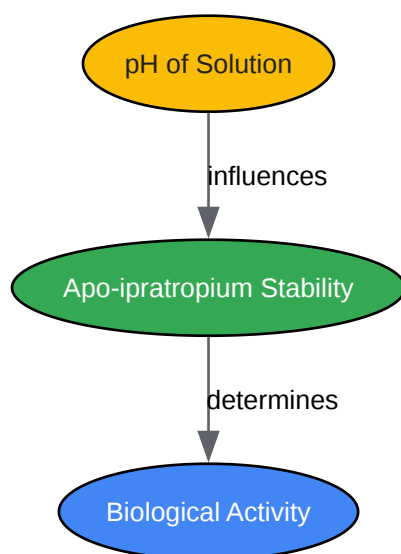 pH of Solution
influences
Apo-ipratropium Stability
determines
Biological Activity